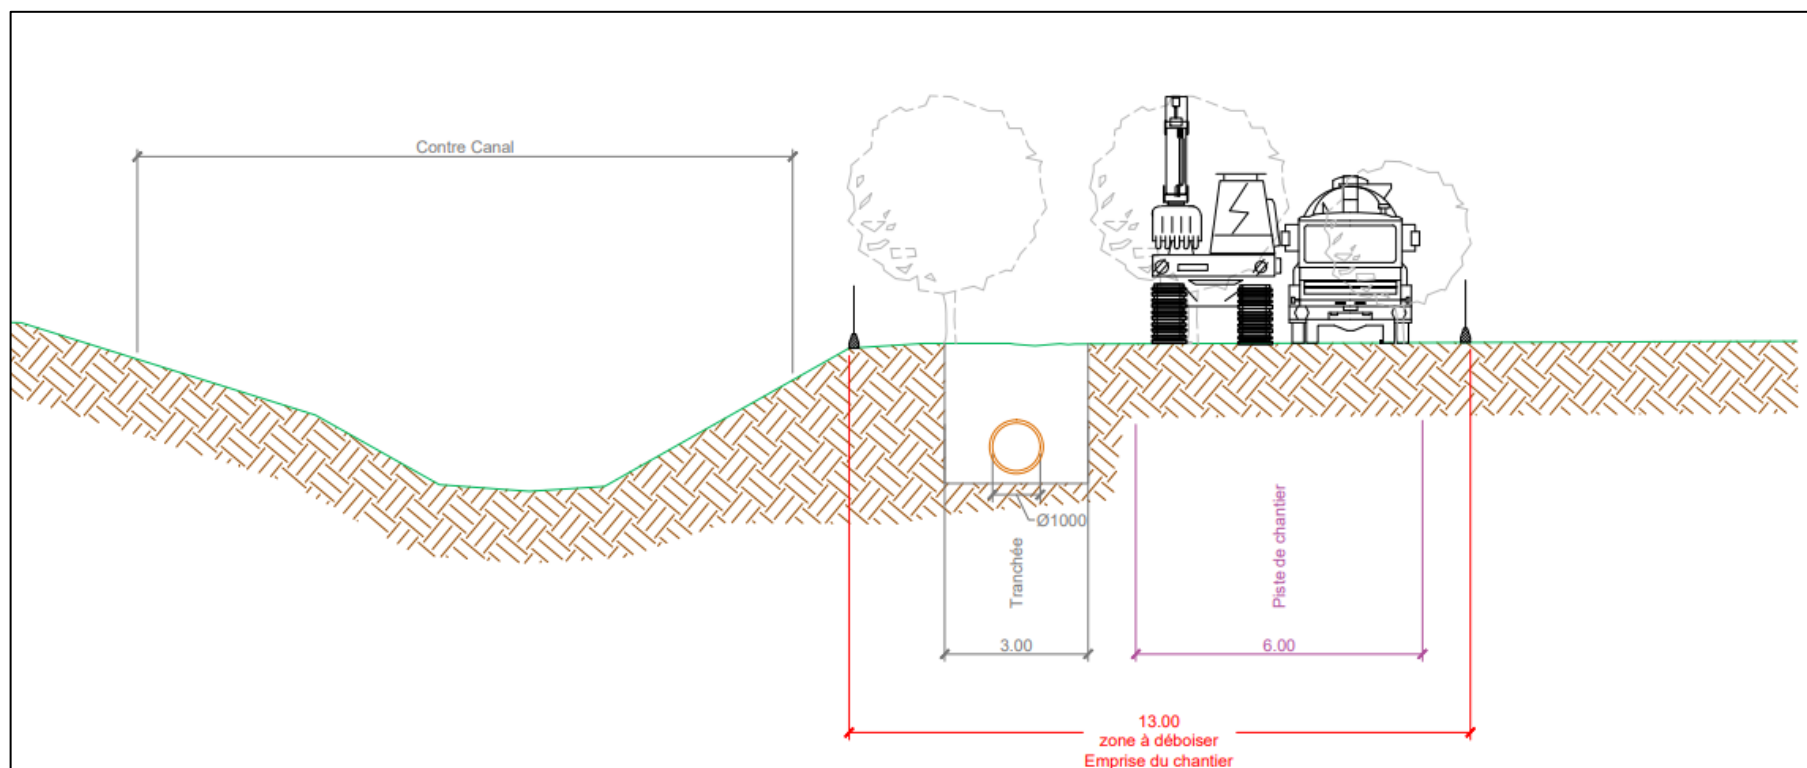 Contre Canal
Ø1000
Tranchée
Piste de chantier
3.00
6.00
13.00
zone à déboiser
Emprise du chantier